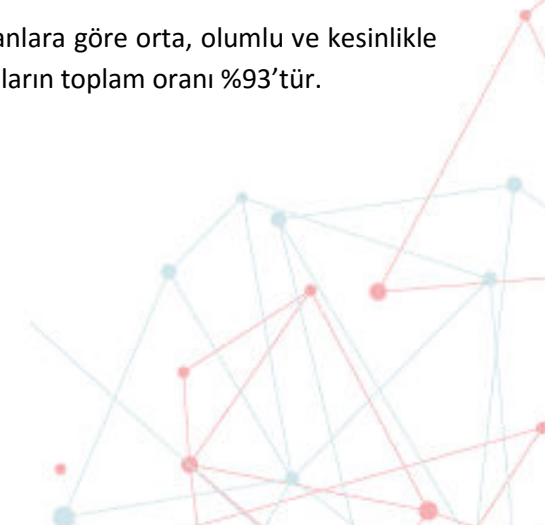 anlara göre orta, olumlu ve kesinlikle
ların toplam oranı %93’tür.